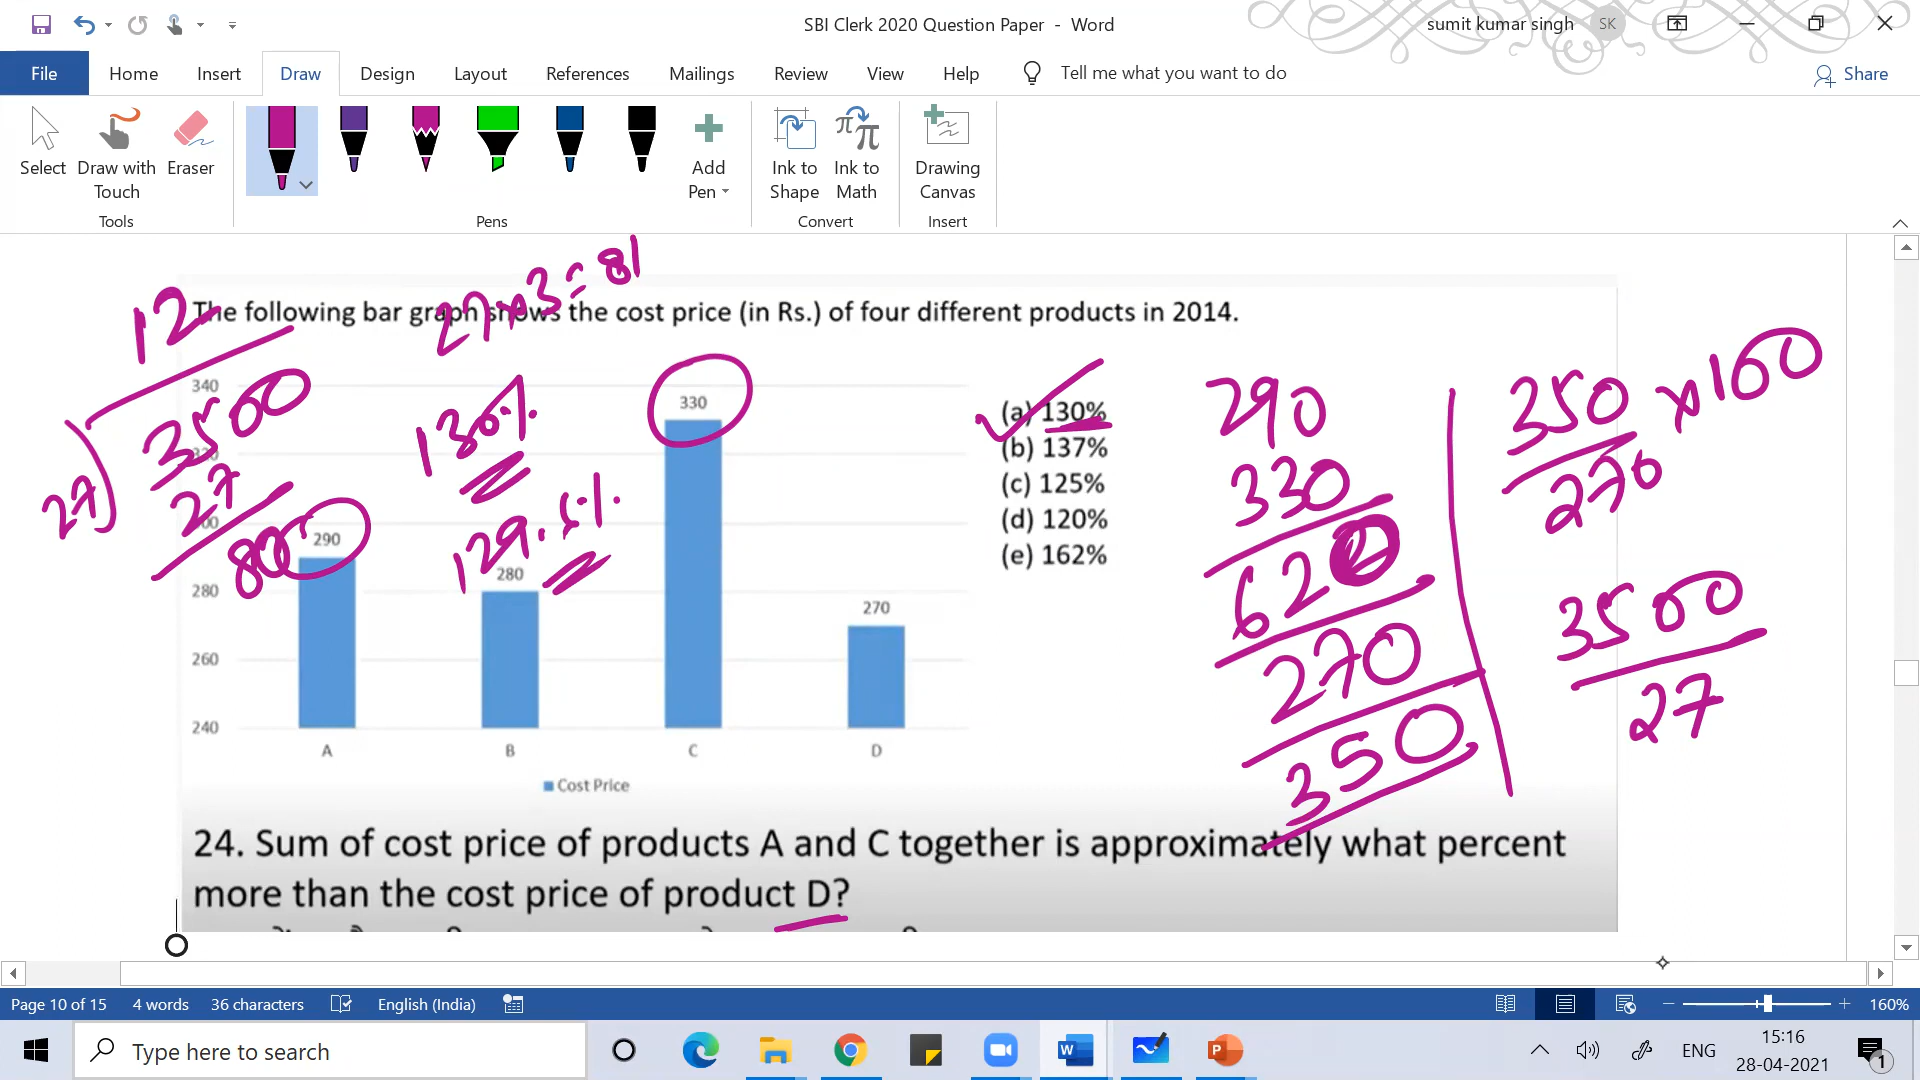 SBI Clerk 2020 Question Paper - Word
sumit kumar singh SK
File Home Insert Draw Design Layout References Mailings Review View Help Tell me what you want to do Share
Select Draw with Touch Eraser Add Pen Ink to Shape Ink to Math Drawing Canvas
Tools Pens Convert Insert
27×3=81
12
The following bar graph shows the cost price (in Rs.) of four different products in 2014.
27) 3500
27
80
130%
129.
340
320
300
280
260
240
330
290
280
270
A B C D
Cost Price
(a) 130%
(b) 137%
(c) 125%
(d) 120%
(e) 162%
290
330
620
270
350
350 ×100
270
3500
27
24. Sum of cost price of products A and C together is approximately what percent
more than the cost price of product D?
Page 10 of 15 4 words 36 characters English (India) 160%
Type here to search
W P
ENG
15:16
28-04-2021
1